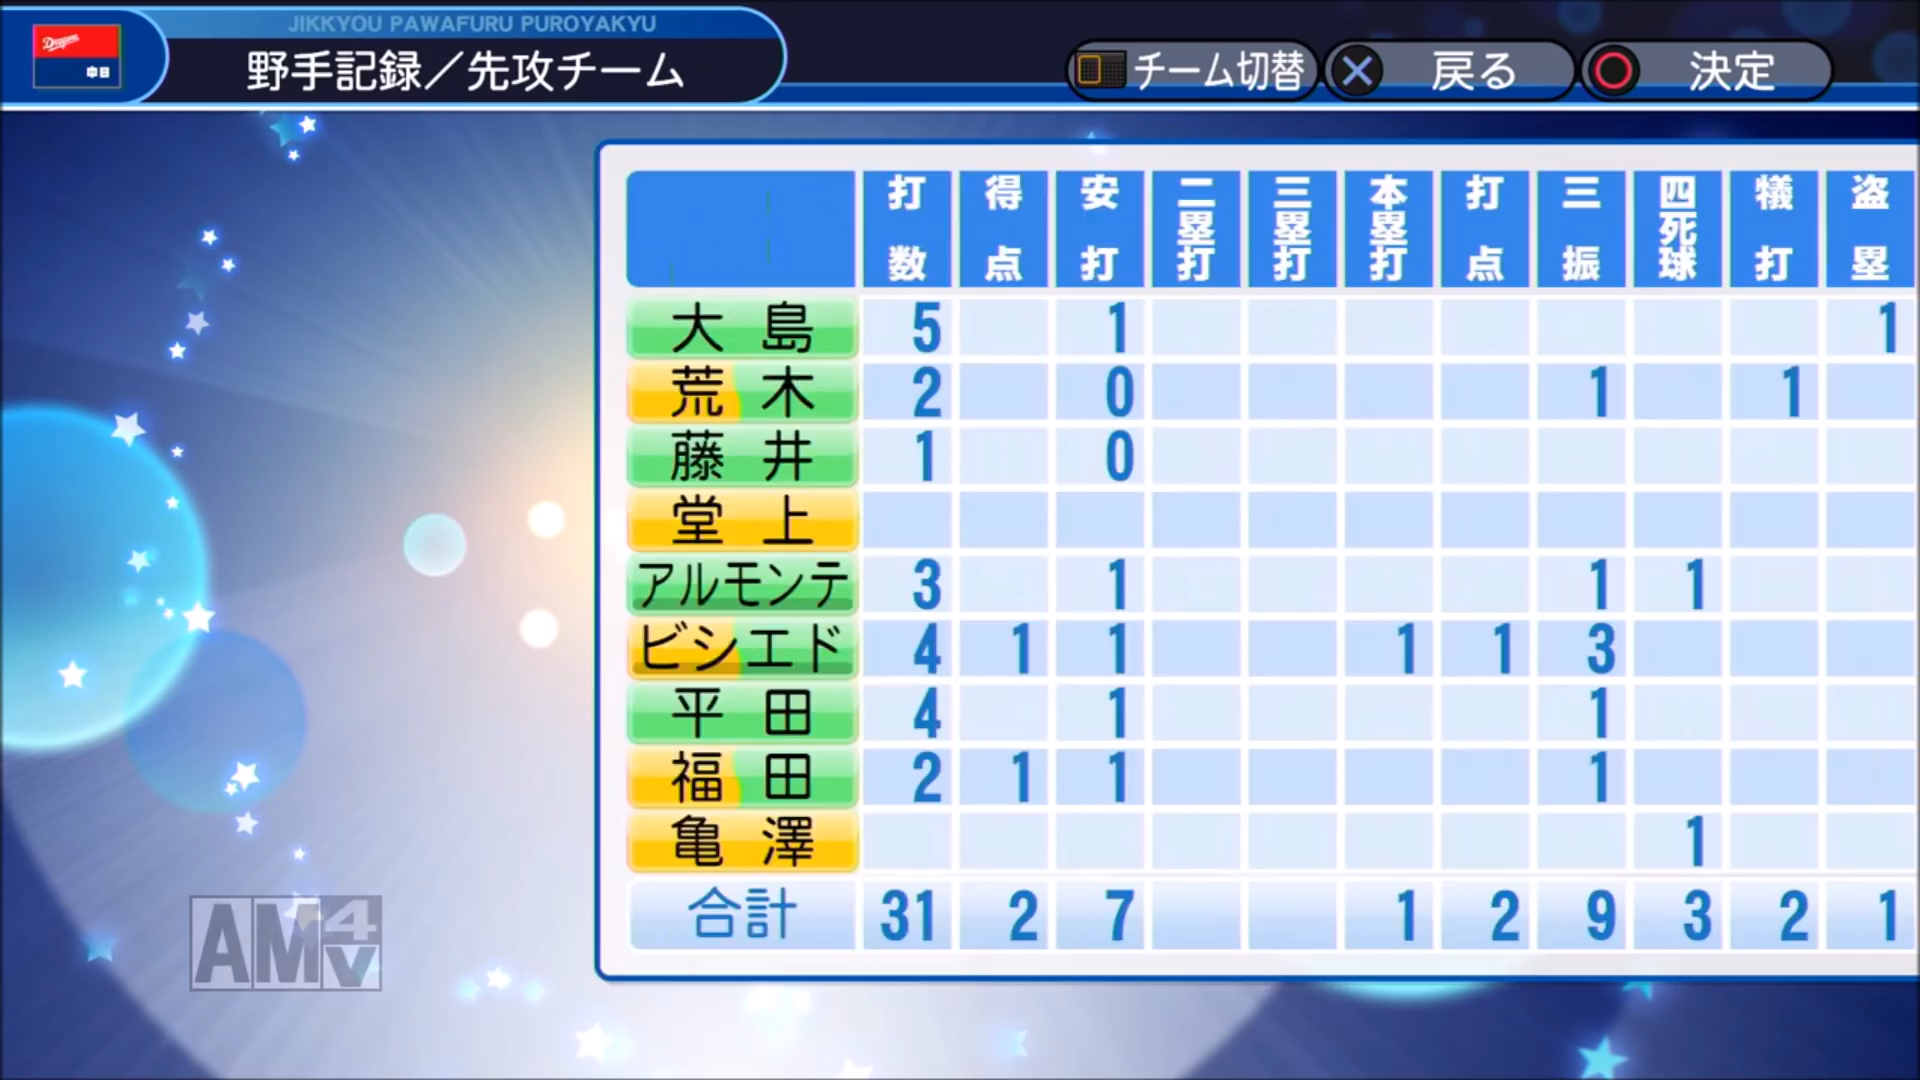 Dragons
中日
JIKKYOU PAWAFURU PUROYAKYU
野手記録／先攻チーム
チーム切替 戻る 決定
打数 得点 安打 二塁打 三塁打 本塁打 打点 三振 四死球 犠打 盗塁
大島 5 1 1
荒木 2 0 1 1
藤井 1 0
堂上
アルモンテ 3 1 1 1
ビシエド 4 1 1 1 1 3
平田 4 1 1
福田 2 1 1 1
亀澤 1
合計 31 2 7 1 2 9 3 2 1
AM4V